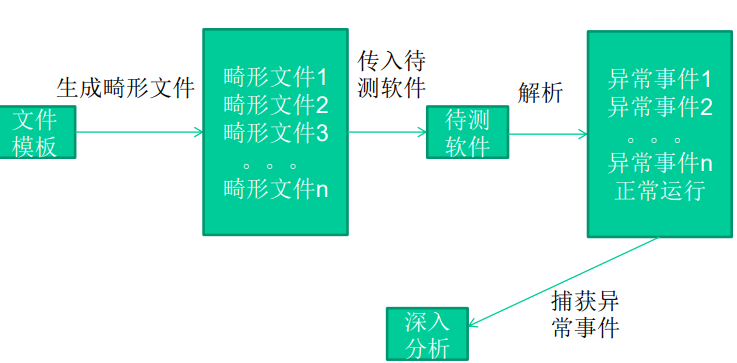 文件
模板
生成畸形文件
畸形文件1
畸形文件2
畸形文件3
。。。
畸形文件n
传入待
测软件
待测
软件
解析
异常事件1
异常事件2
。。。
异常事件n
正常运行
捕获异
常事件
深入
分析